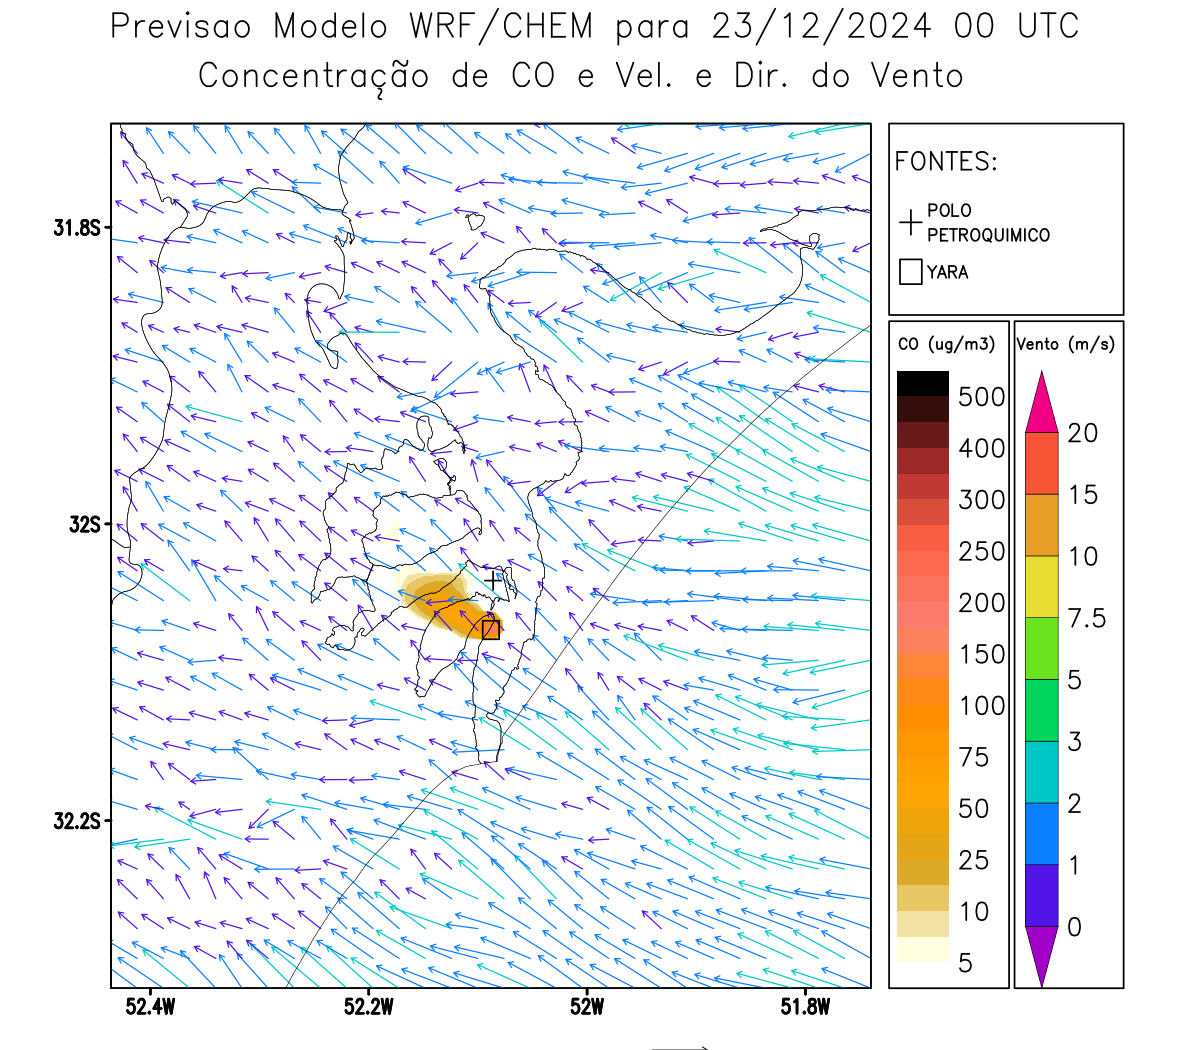 Previsao Modelo WRF/CHEM para 23/12/2024 00 UTC
Concentração de CO e Vel. e Dir. do Vento
FONTES:
POLO
PETROQUIMICO
YARA
CO (ug/m3)
500
400
300
250
200
150
100
75
50
25
10
5
Vento (m/s)
20
15
10
7.5
5
3
2
1
0
31.8S
32S
32.2S
52.4W
52.2W
52W
51.8W